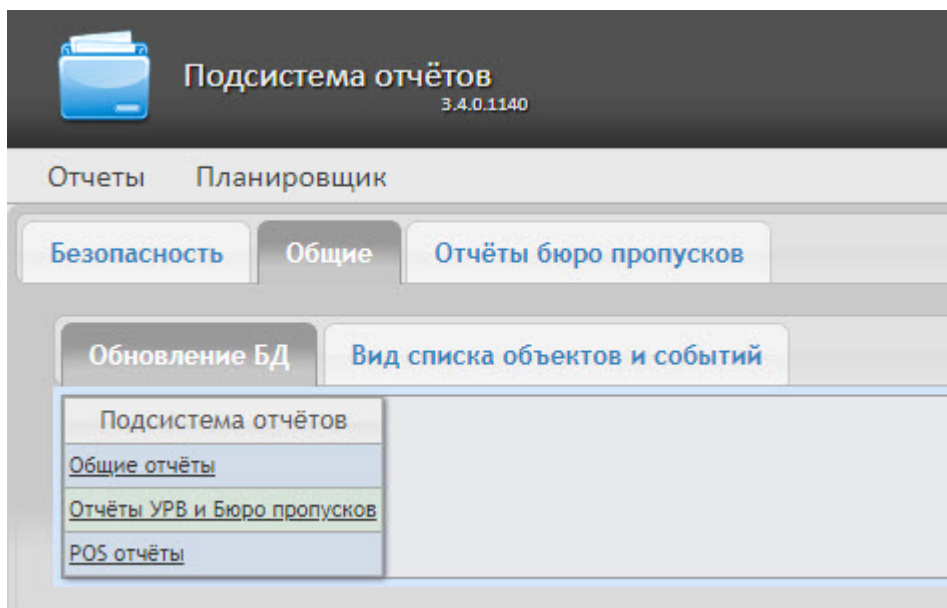 Подсистема отчётов
3.4.0.1140
Отчеты Планировщик
Безопасность Общие Отчёты бюро пропусков
Обновление БД Вид списка объектов и событий
Подсистема отчётов
Общие отчёты
Отчёты УРВ и Бюро пропусков
POS отчёты